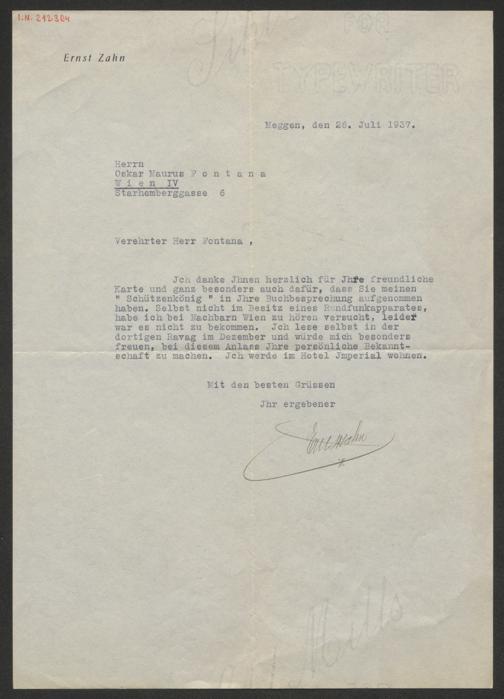 I.N. 212.304
FOR
TYPEWRITER
Ernst Zahn
Meggen, den 26. Juli 1937.
Herrn
Oskar Maurus F o n t a n a
W i e n  IV
Starhemberggasse 6
Verehrter Herr Fontana ,
Jch danke Jhnen herzlich für Jhre freundliche
Karte und ganz besonders auch dafür, dass Sie meinen
" Schützenkönig " in Jhre Buchbesprechung aufgenommen
haben. Selbst nicht im Besitz eines Rundfunkapparates,
habe ich bei Nachbarn Wien zu hören versucht, leider
war es nicht zu bekommen. Jch lese selbst in der
dortigen Ravag im Dezember und würde mich besonders
freuen, bei diesem Anlass Jhre persönliche Bekannt-
schaft zu machen. Jch werde im Hotel Jmperial wohnen.
Mit den besten Grüssen
Jhr ergebener
Ernst Zahn
Mills